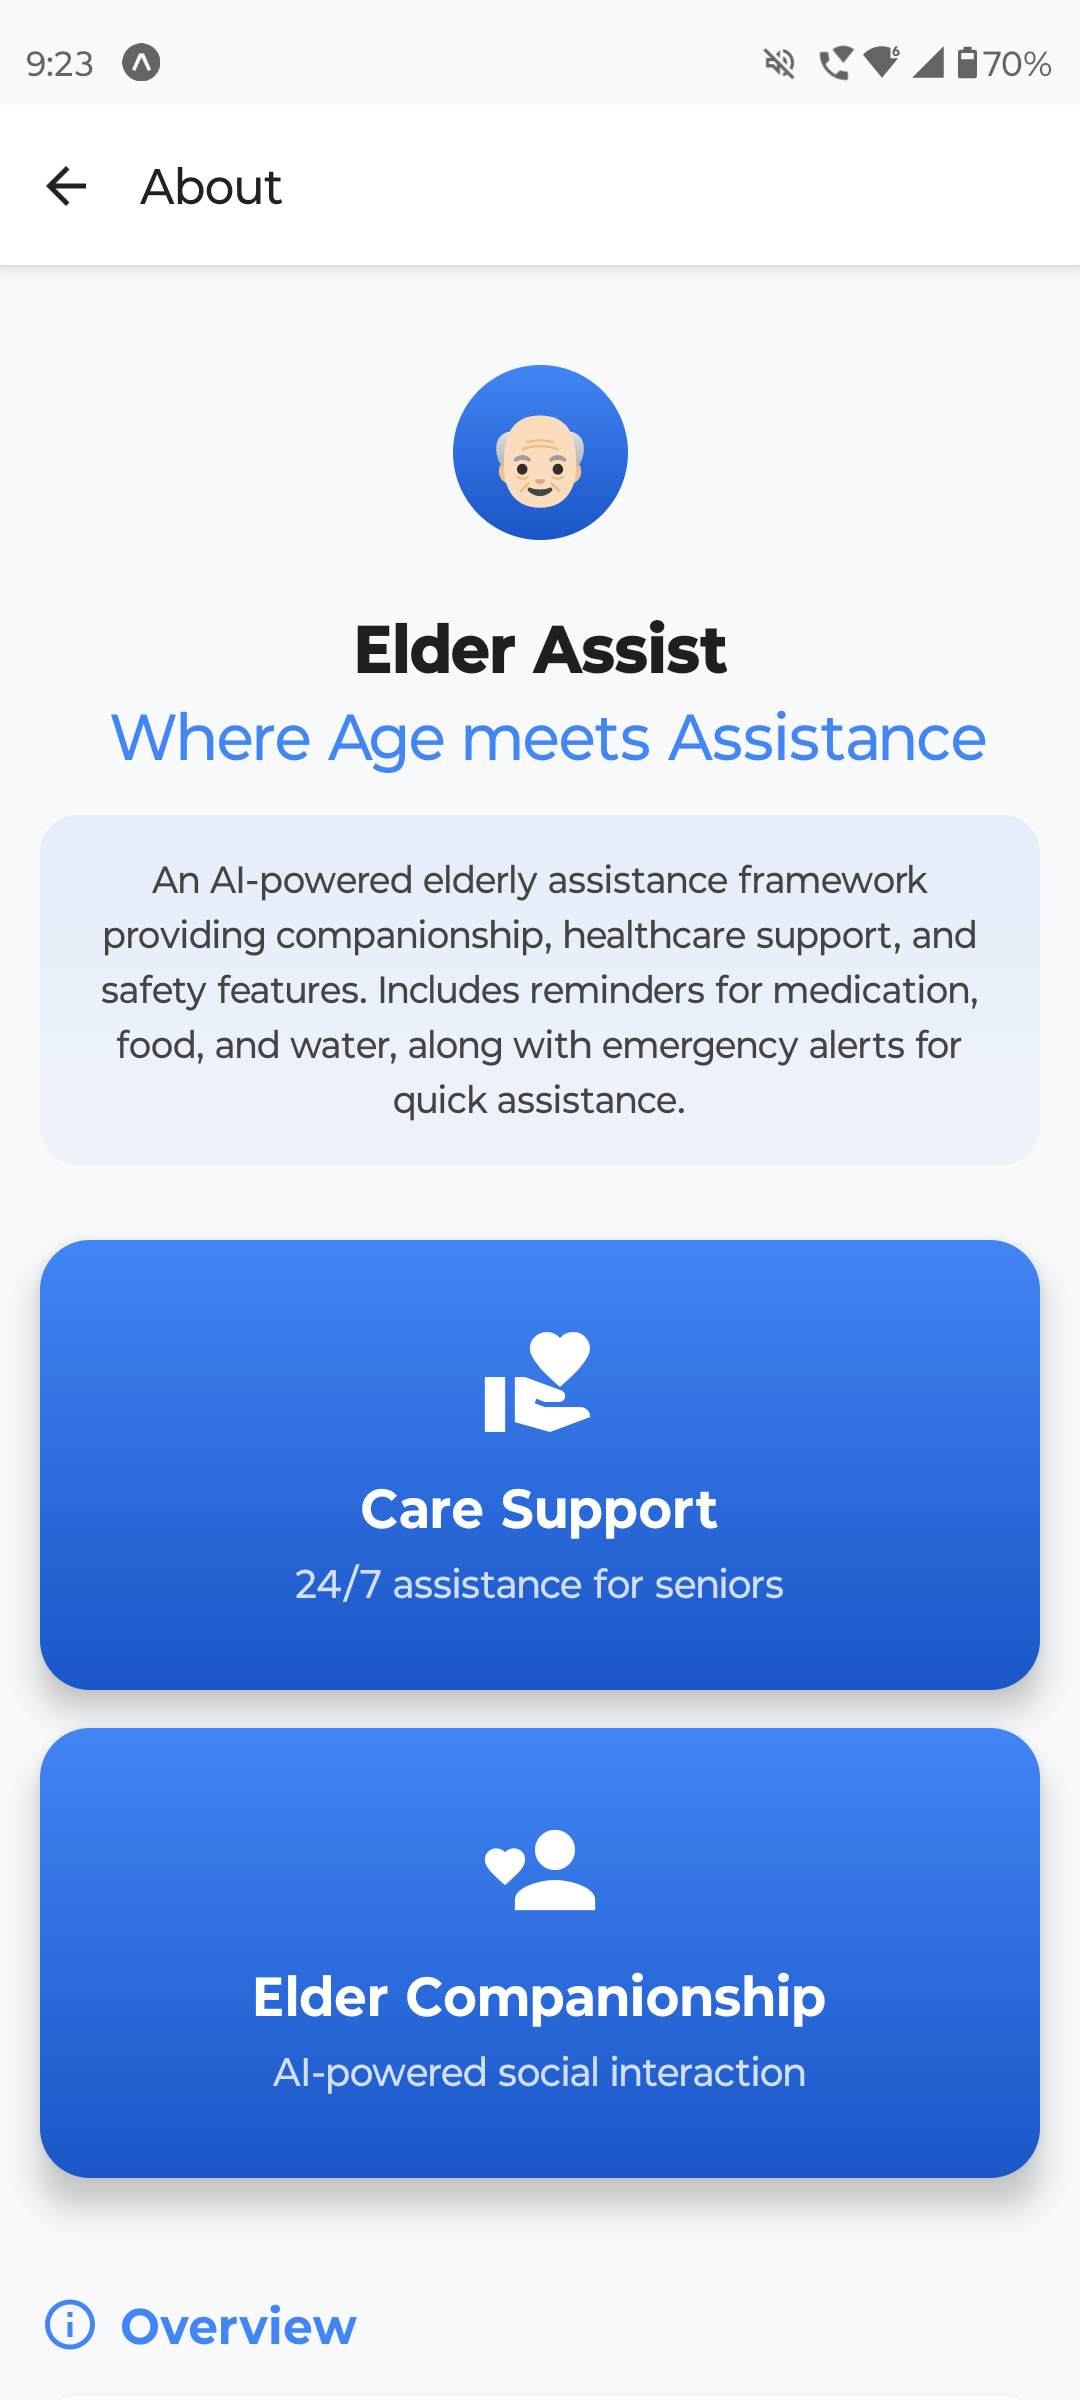 9:23
6
70%
About
Elder Assist
Where Age meets Assistance
An AI-powered elderly assistance framework
providing companionship, healthcare support, and
safety features. Includes reminders for medication,
food, and water, along with emergency alerts for
quick assistance.
Care Support
24/7 assistance for seniors
Elder Companionship
AI-powered social interaction
Overview